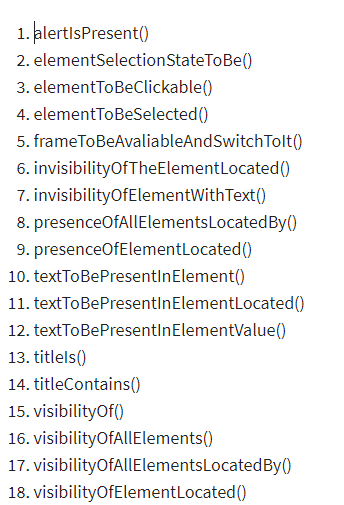 1. alertIsPresent()
2. elementSelectionStateToBe()
3. elementToBeClickable()
4. elementToBeSelected()
5. frameToBeAvaliableAndSwitchToIt()
6. invisibilityOfTheElementLocated()
7. invisibilityOfElementWithText()
8. presenceOfAllElementsLocatedBy()
9. presenceOfElementLocated()
10. textToBePresentInElement()
11. textToBePresentInElementLocated()
12. textToBePresentInElementValue()
13. titleIs()
14. titleContains()
15. visibilityOf()
16. visibilityOfAllElements()
17. visibilityOfAllElementsLocatedBy()
18. visibilityOfElementLocated()